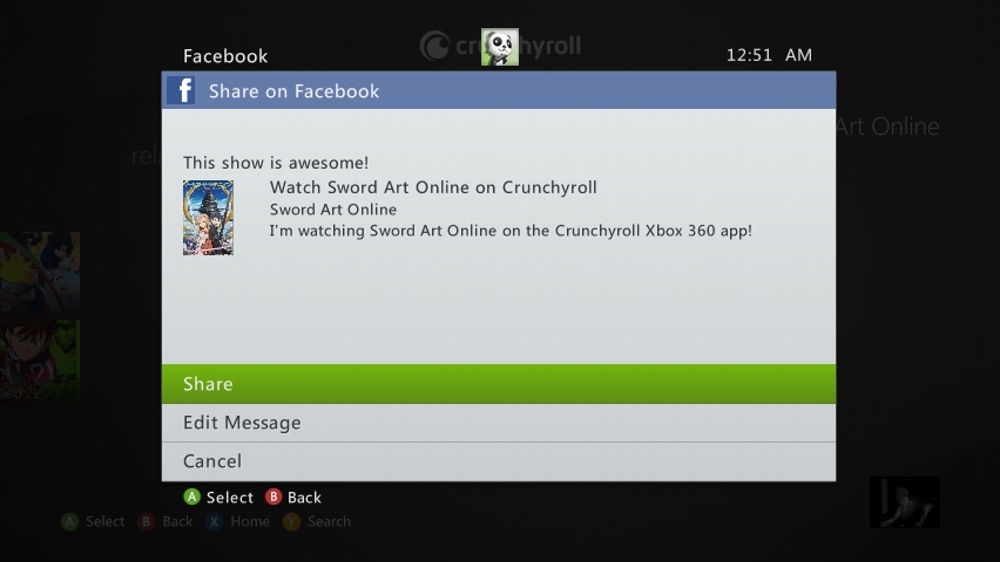 crunchyroll
Facebook
12:51 AM
Share on Facebook
Art Online
This show is awesome!
Watch Sword Art Online on Crunchyroll
Sword Art Online
I'm watching Sword Art Online on the Crunchyroll Xbox 360 app!
21
Share
Edit Message
Cancel
A Select B Back
A Select B Back X Home Y Search